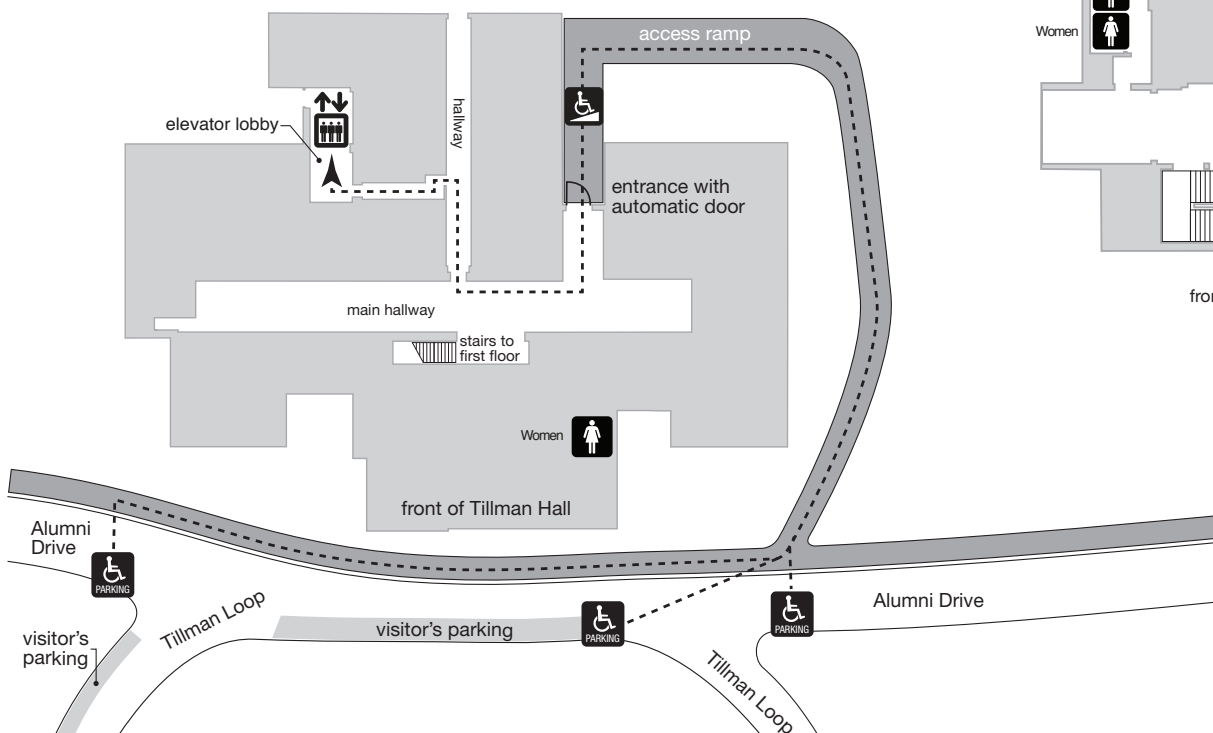 access ramp
Women
hallway
elevator lobby
entrance with
automatic door
main hallway
stairs to
first floor
Women
front of Tillman Hall
Alumni
Drive
PARKING
Tillman Loop
visitor's parking
PARKING
PARKING
Alumni Drive
visitor's
parking
Tillman Loop